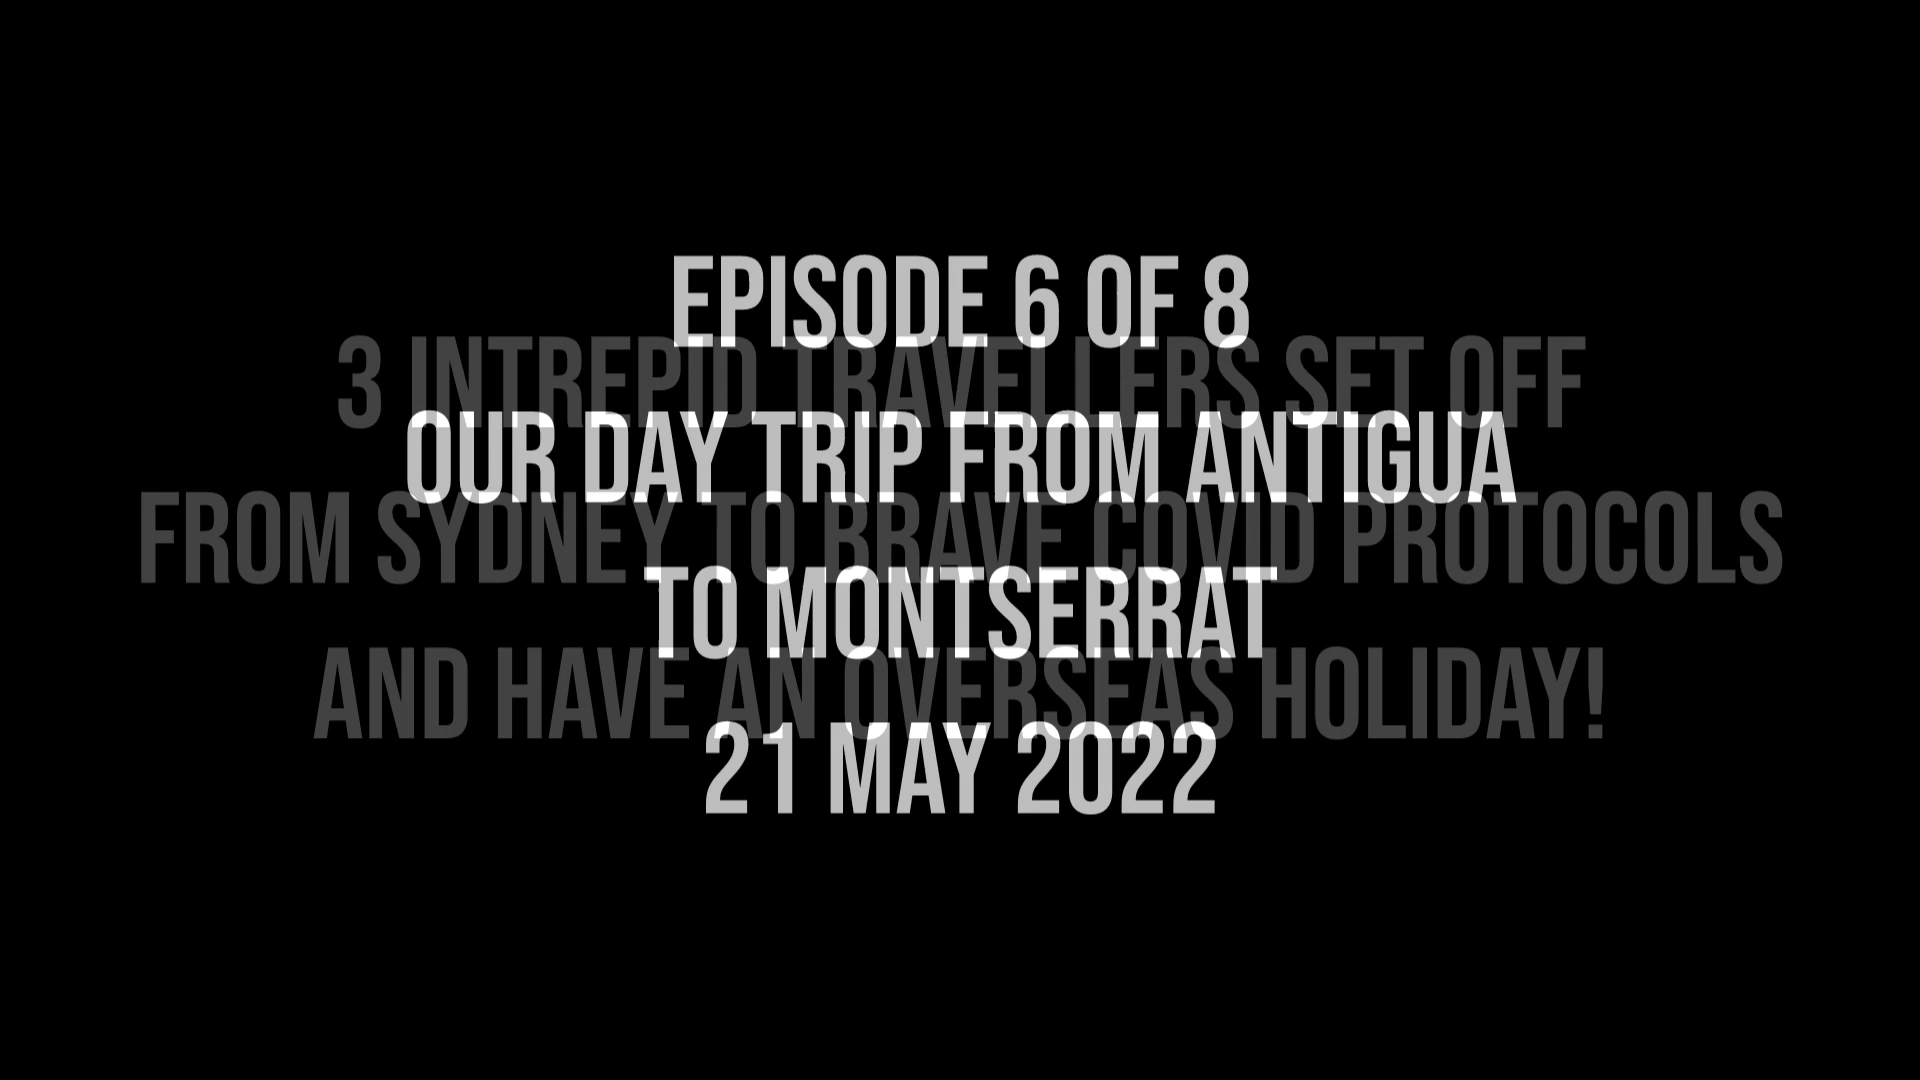 EPISODE 6 OF 8
OUR DAY TRIP FROM ANTIGUA
TO MONTSERRAT
21 MAY 2022
3 INTREPID TRAVELLERS SET OFF
FROM SYDNEY TO BRAVE COVID PROTOCOLS
AND HAVE AN OVERSEAS HOLIDAY!